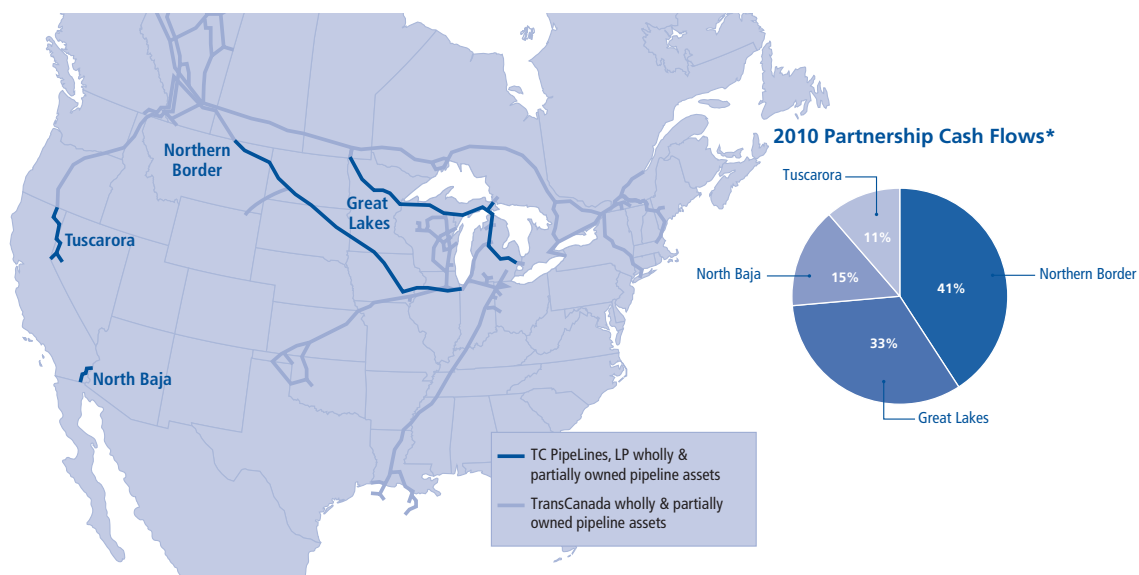 Northern
Border
Great
Lakes
Tuscarora
North Baja
TC PipeLines, LP wholly &
partially owned pipeline assets
TransCanada wholly & partially
owned pipeline assets
2010 Partnership Cash Flows*
Tuscarora
11%
North Baja
15%
41%
Northern Border
33%
Great Lakes